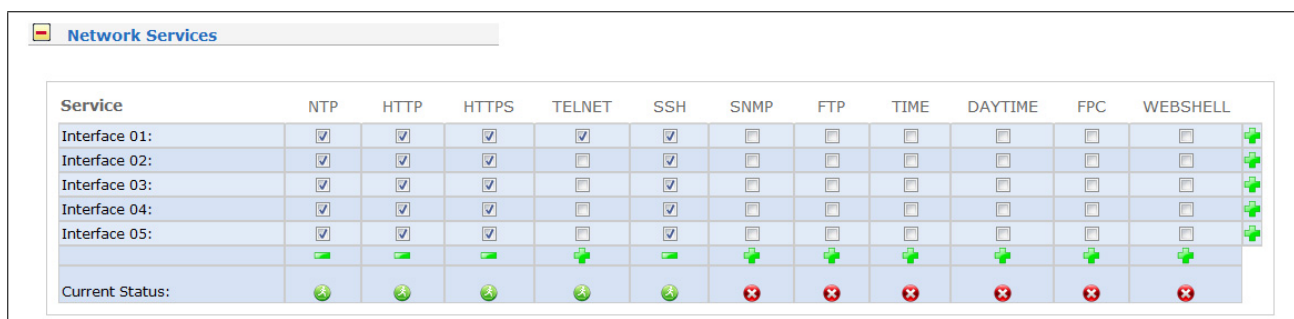 Network Services
Service NTP HTTP HTTPS TELNET SSH SNMP FTP TIME DAYTIME FPC WEBSHELL
Interface 01:
Interface 02:
Interface 03:
Interface 04:
Interface 05:
Current Status: